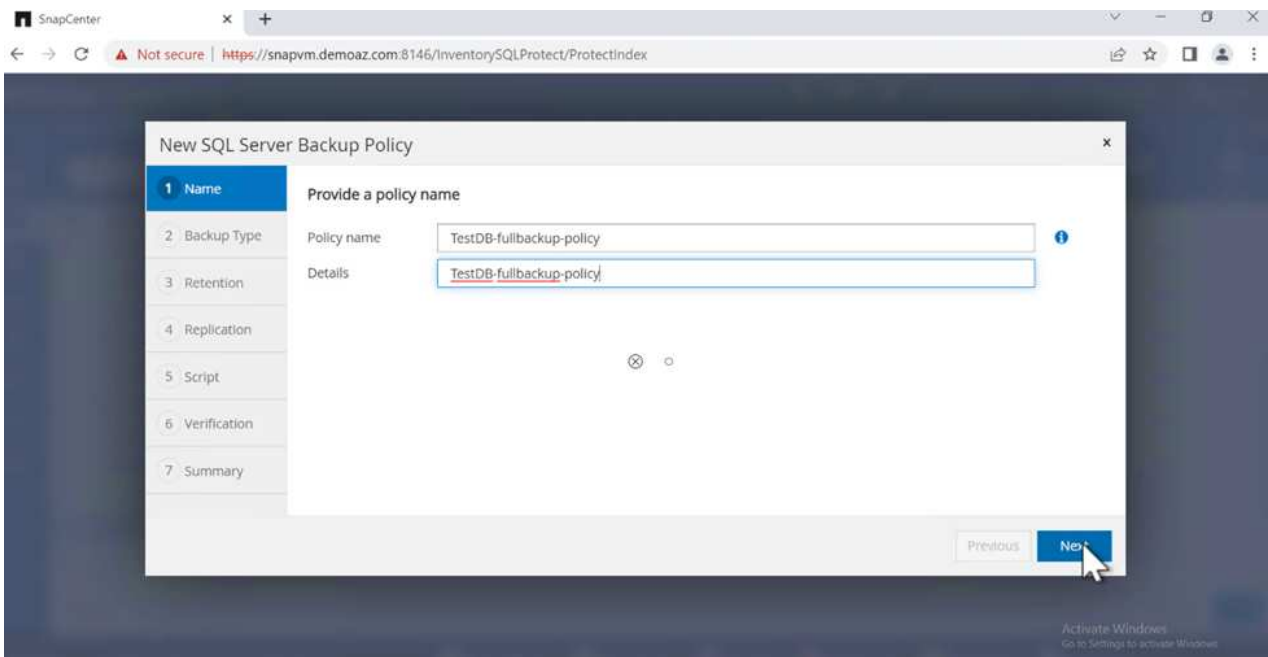 SnapCenter
Not secure | https://snapvm.demoaz.com:8146/InventorySQLProtect/ProtectIndex
New SQL Server Backup Policy
1 Name
2 Backup Type
3 Retention
4 Replication
5 Script
6 Verification
7 Summary
Provide a policy name
Policy name TestDB-fullbackup-policy
Details TestDB-fullbackup-policy
Previous Next
Activate Windows
Go to Settings to activate Windows.